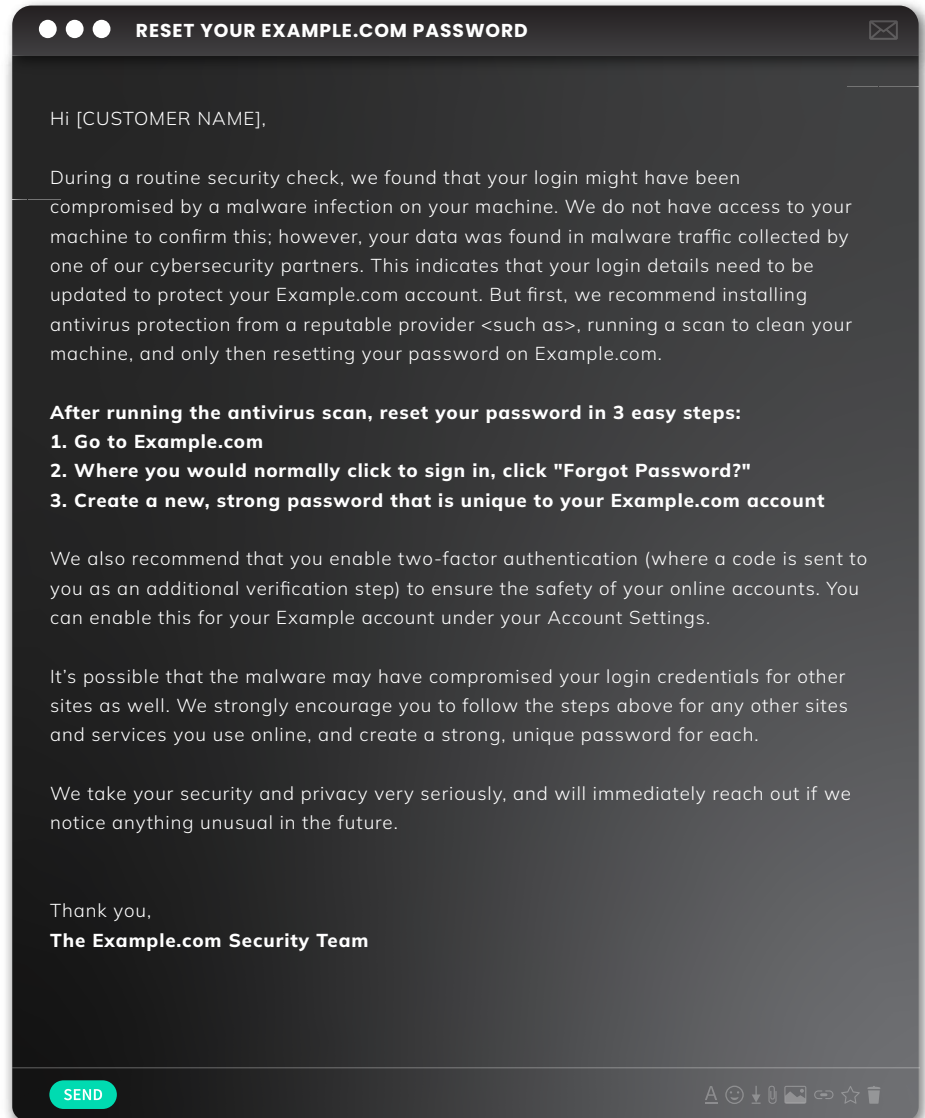 RESET YOUR EXAMPLE.COM PASSWORD
Hi [CUSTOMER NAME],
During a routine security check, we found that your login might have been
compromised by a malware infection on your machine. We do not have access to your
machine to confirm this; however, your data was found in malware traffic collected by
one of our cybersecurity partners. This indicates that your login details need to be
updated to protect your Example.com account. But first, we recommend installing
antivirus protection from a reputable provider <such as>, running a scan to clean your
machine, and only then resetting your password on Example.com.
After running the antivirus scan, reset your password in 3 easy steps:
1. Go to Example.com
2. Where you would normally click to sign in, click "Forgot Password?"
3. Create a new, strong password that is unique to your Example.com account
We also recommend that you enable two-factor authentication (where a code is sent to
you as an additional verification step) to ensure the safety of your online accounts. You
can enable this for your Example account under your Account Settings.
It’s possible that the malware may have compromised your login credentials for other
sites as well. We strongly encourage you to follow the steps above for any other sites
and services you use online, and create a strong, unique password for each.
We take your security and privacy very seriously, and will immediately reach out if we
notice anything unusual in the future.
Thank you,
The Example.com Security Team
SEND